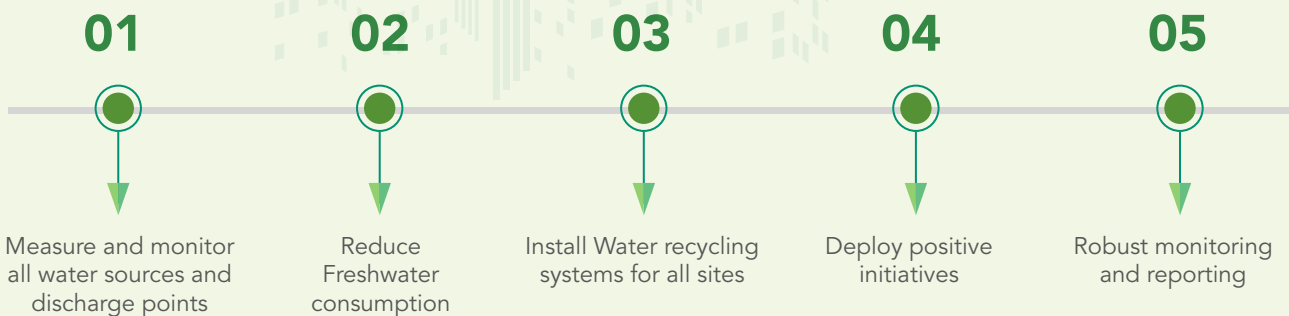 01
Measure and monitor
all water sources and
discharge points
02
Reduce
Freshwater
consumption
03
Install Water recycling
systems for all sites
04
Deploy positive
initiatives
05
Robust monitoring
and reporting